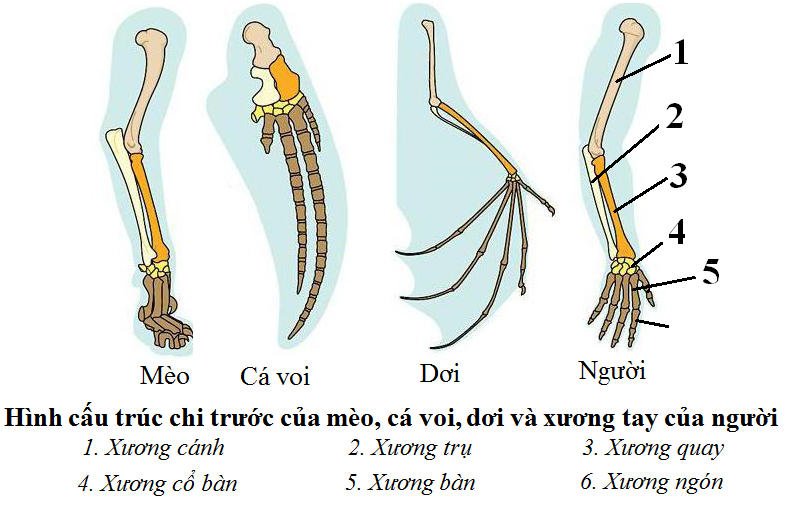 1
2
3
4
5
Mèo Cá voi Dơi Người
Hình cấu trúc chi trước của mèo, cá voi, dơi và xương tay của người
1. Xương cánh 2. Xương trụ 3. Xương quay
4. Xương cổ bàn 5. Xương bàn 6. Xương ngón